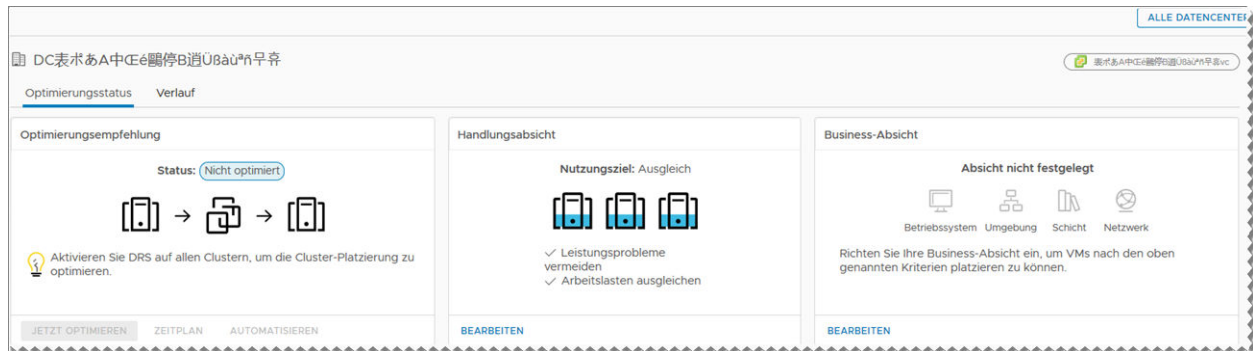 ALLE DATENCENTER
DC表ポあA中Œé鷗停B逍Üßàùªñ무휴
表ポあA中Œé鷗停B逍Üßàùªñ무휴vc
Optimierungsstatus Verlauf
Optimierungsempfehlung
Status: Nicht optimiert
Aktivieren Sie DRS auf allen Clustern, um die Cluster-Platzierung zu
optimieren.
JETZT OPTIMIEREN ZEITPLAN AUTOMATISIEREN
Handlungsabsicht
Nutzungsziel: Ausgleich
Leistungsprobleme
vermeiden
Arbeitslasten ausgleichen
BEARBEITEN
Business-Absicht
Absicht nicht festgelegt
Betriebssystem Umgebung Schicht Netzwerk
Richten Sie Ihre Business-Absicht ein, um VMs nach den oben
genannten Kriterien platzieren zu können.
BEARBEITEN